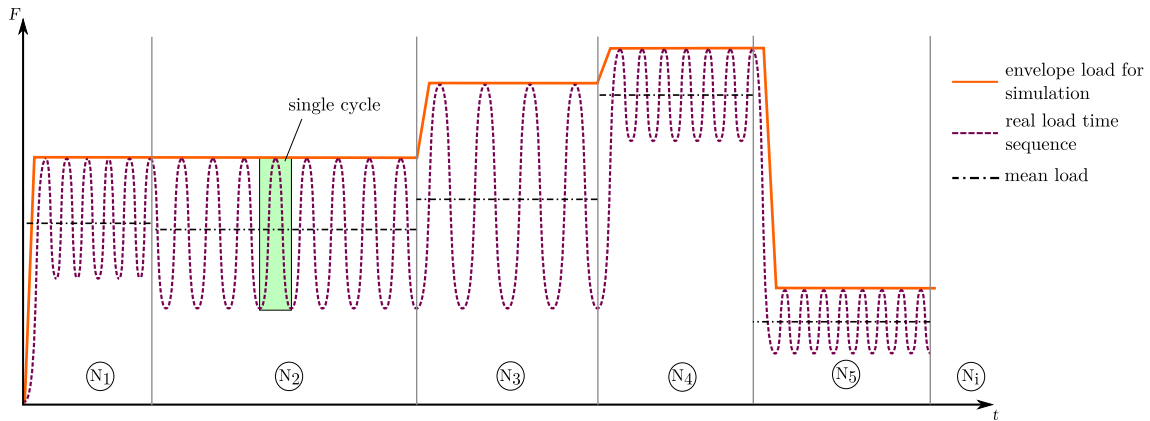 F
single cycle
envelope load for
simulation
real load time
sequence
mean load
N1
N2
N3
N4
N5
Ni
t